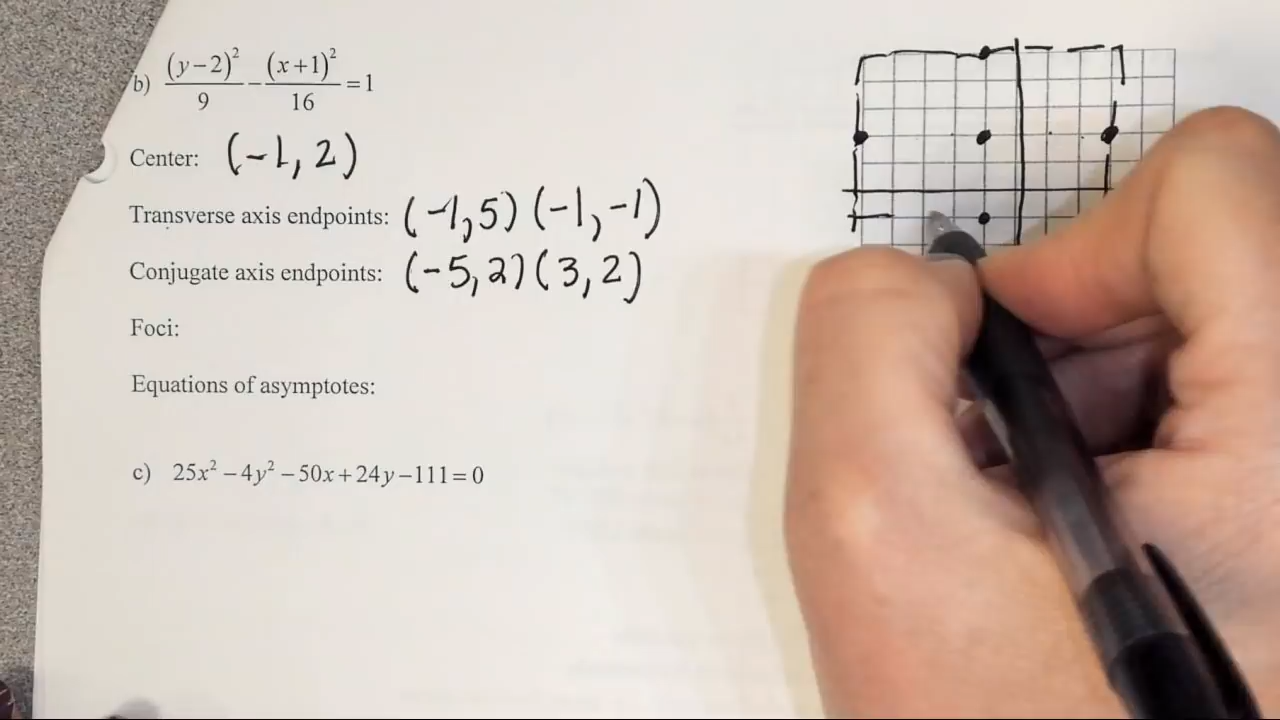 b) (y−2)²/9 − (x+1)²/16 = 1
Center: (-1, 2)
Transverse axis endpoints: (-1, 5) (-1, -1)
Conjugate axis endpoints: (-5, 2) (3, 2)
Foci:
Equations of asymptotes:
c) 25x² − 4y² − 50x + 24y − 111 = 0